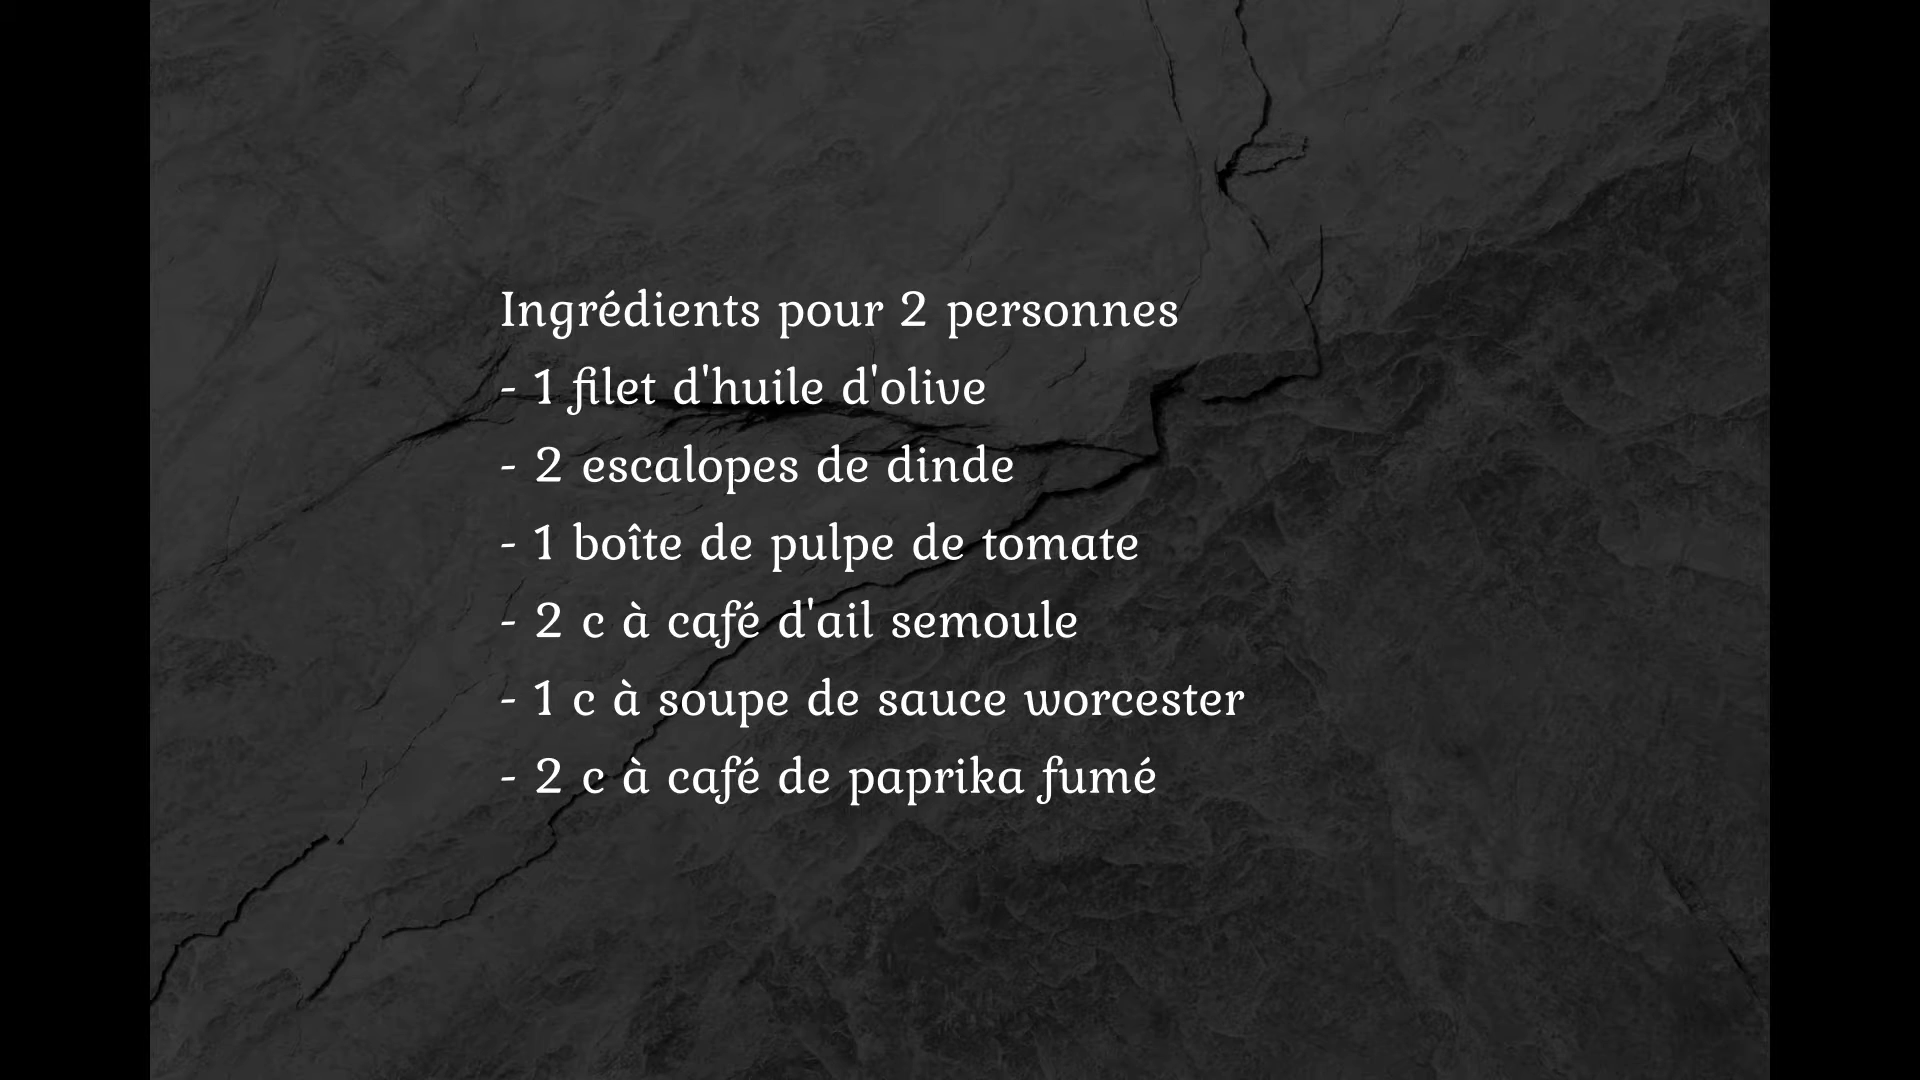 Ingrédients pour 2 personnes
- 1 filet d'huile d'olive
- 2 escalopes de dinde
- 1 boîte de pulpe de tomate
- 2 c à café d'ail semoule
- 1 c à soupe de sauce worcester
- 2 c à café de paprika fumé